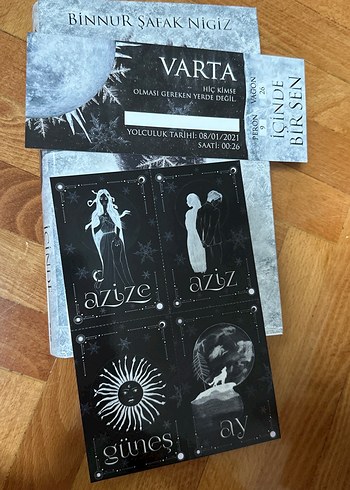 BİNNUR ŞAFAK NİGİZ
VARTA
HİÇ KİMSE
OLMASI GEREKEN YERDE DEĞİL.
YOLCULUK TARİHİ: 08/01/2021
SAATİ: 00:26
PERON VAGON
9 26
İÇİNDE
BİR SEN
azize
aziz
güneş
ay